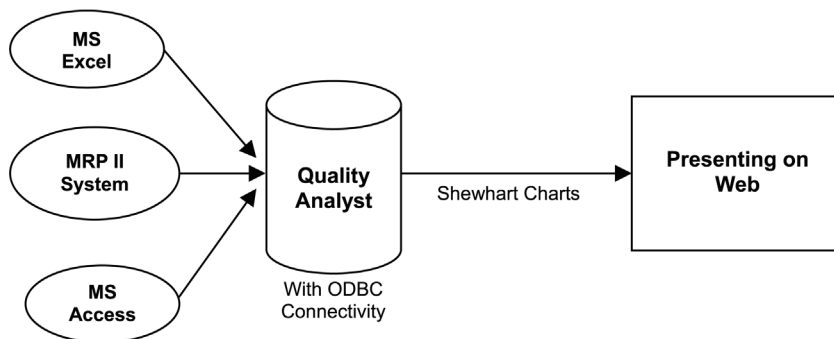 MS
Excel
MRP II
System
MS
Access
Quality
Analyst
With ODBC
Connectivity
Shewhart Charts
Presenting on
Web